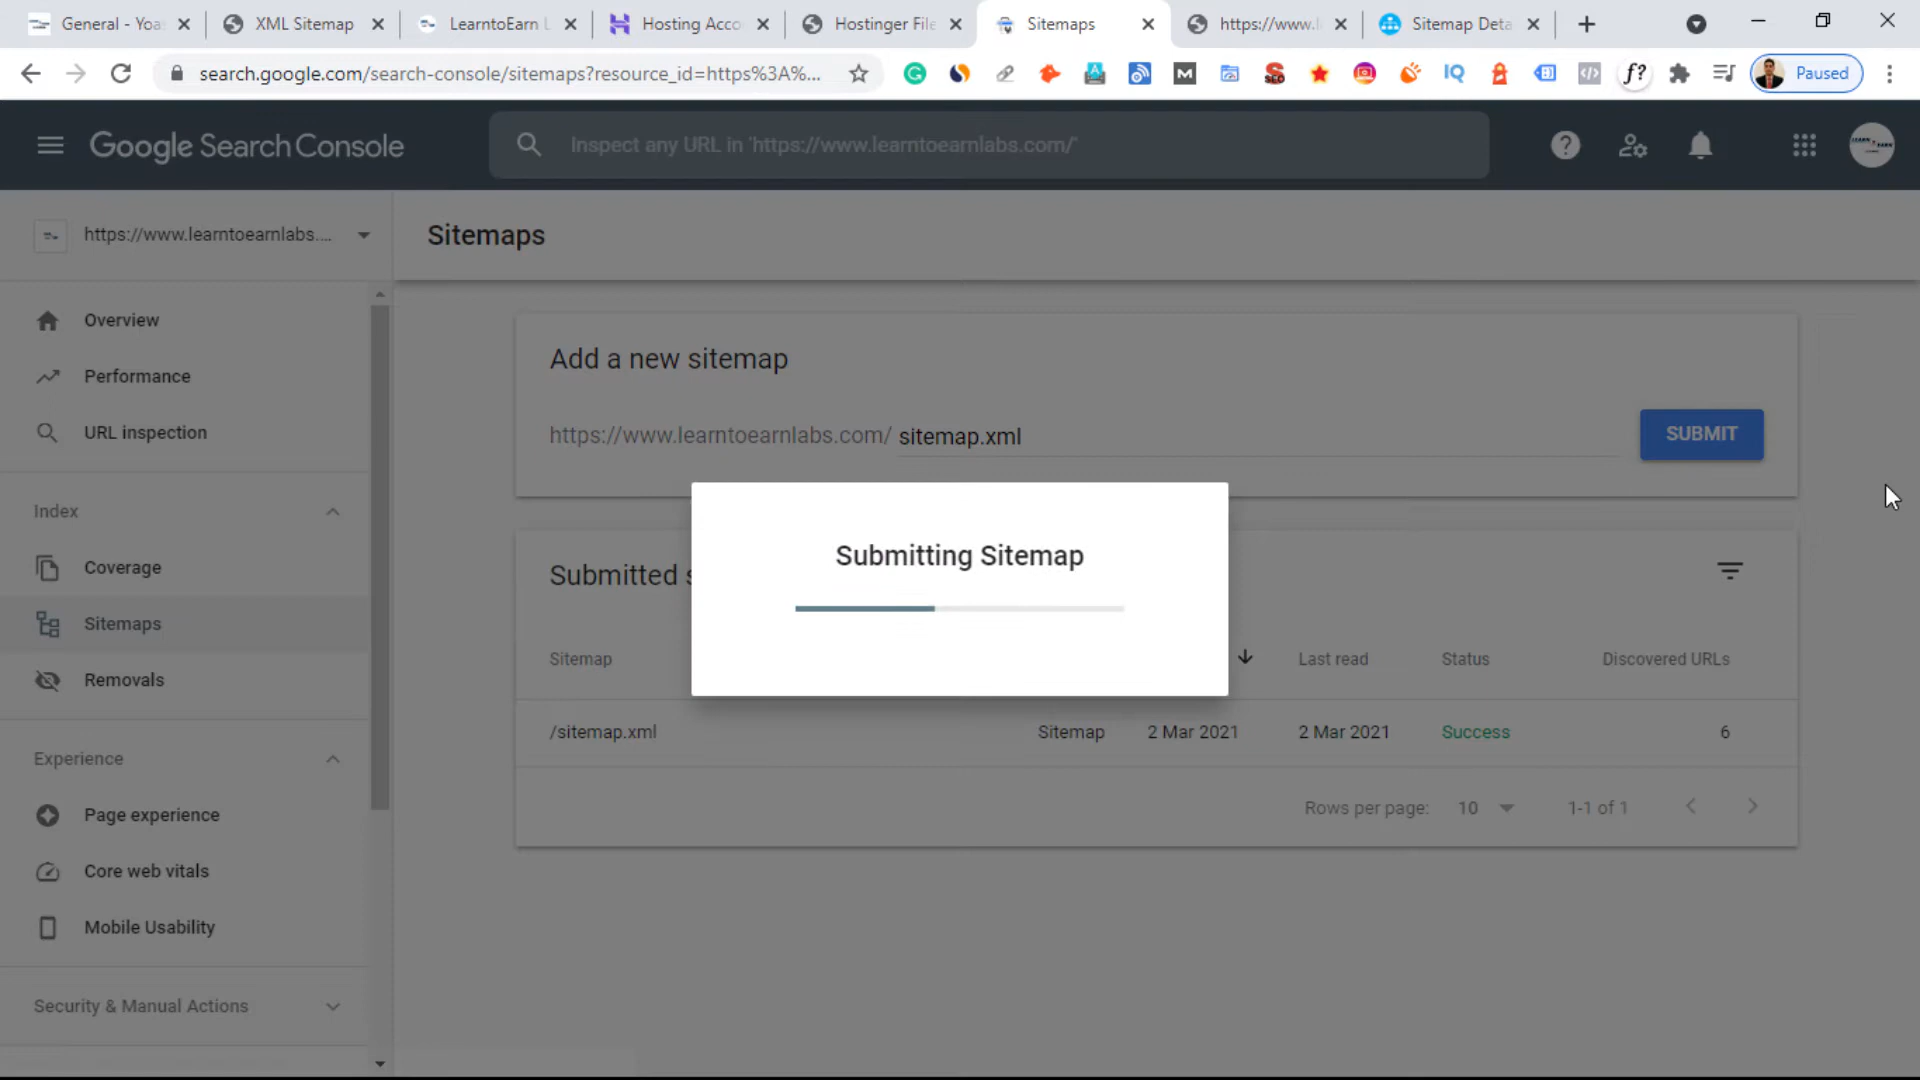 General - Yoa
XML Sitemap
LearntoEarn L
Hosting Acco
Hostinger File
Sitemaps
https://www.l
Sitemap Deta
search.google.com/search-console/sitemaps?resource_id=https%3A%...
Paused
Google Search Console
Inspect any URL in 'https://www.learntoearnlabs.com/'
https://www.learntoearnlabs....
Sitemaps
Overview
Performance
URL inspection
Index
Coverage
Sitemaps
Removals
Experience
Page experience
Core web vitals
Mobile Usability
Security & Manual Actions
Add a new sitemap
https://www.learntoearnlabs.com/ sitemap.xml
SUBMIT
Submitting Sitemap
Submitted s
Sitemap Last read Status Discovered URLs
/sitemap.xml Sitemap 2 Mar 2021 2 Mar 2021 Success 6
Rows per page: 10 1-1 of 1